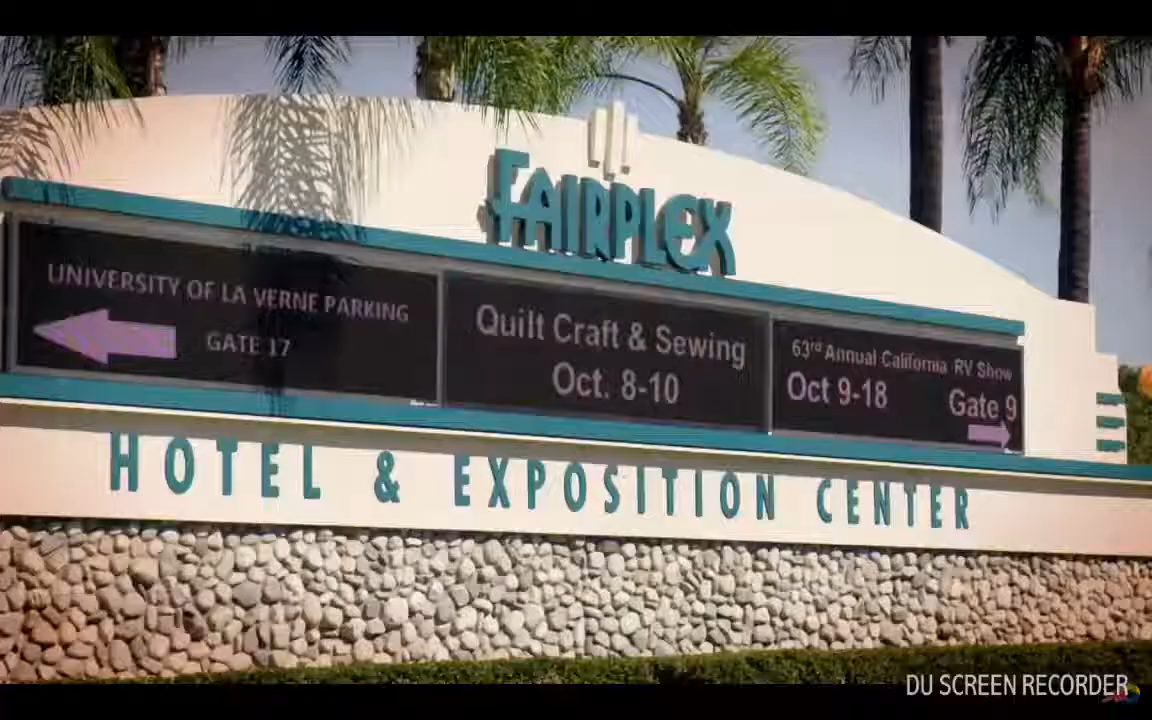 FAIRPLEX
UNIVERSITY OF LA VERNE PARKING
GATE 17
Quilt Craft & Sewing
Oct. 8-10
63rd Annual California RV Show
Oct 9-18
Gate 9
HOTEL & EXPOSITION CENTER
DU SCREEN RECORDER